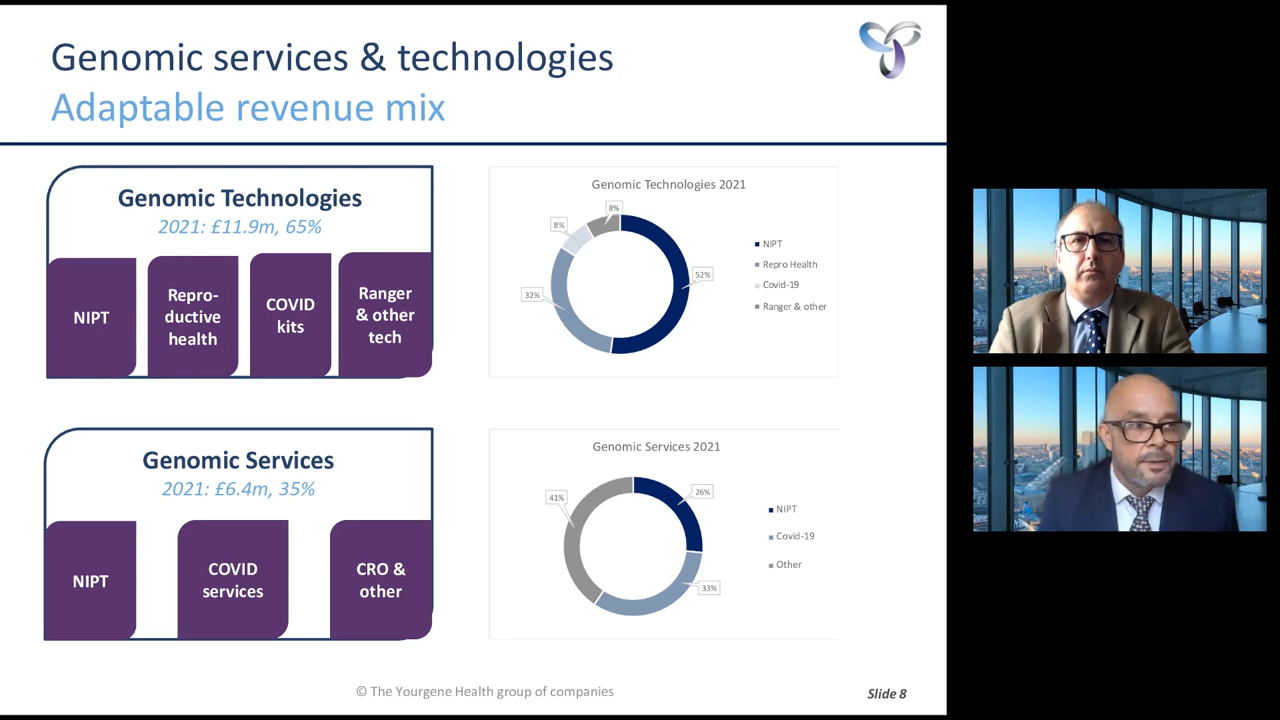 Genomic services & technologies
Adaptable revenue mix
Genomic Technologies
2021: £11.9m, 65%
NIPT
Repro-
ductive
health
COVID
kits
Ranger
& other
tech
Genomic Technologies 2021
8%
8%
52%
32%
NIPT
Repro Health
Covid-19
Ranger & other
Genomic Services
2021: £6.4m, 35%
NIPT
COVID
services
CRO &
other
Genomic Services 2021
41%
26%
33%
NIPT
Covid-19
Other
© The Yourgene Health group of companies
Slide 8